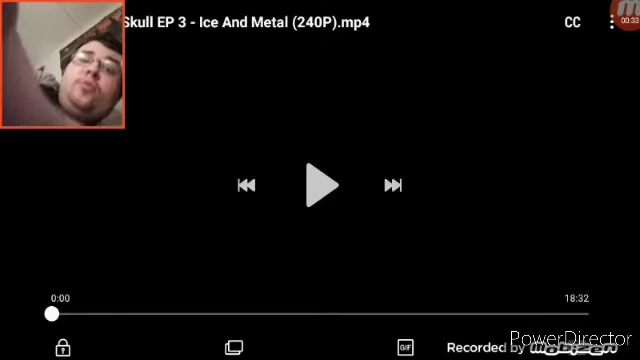 Skull EP 3 - Ice And Metal (240P).mp4
CC
00:33
0:00
18:32
GIF
PowerDirector
Recorded by mobizen